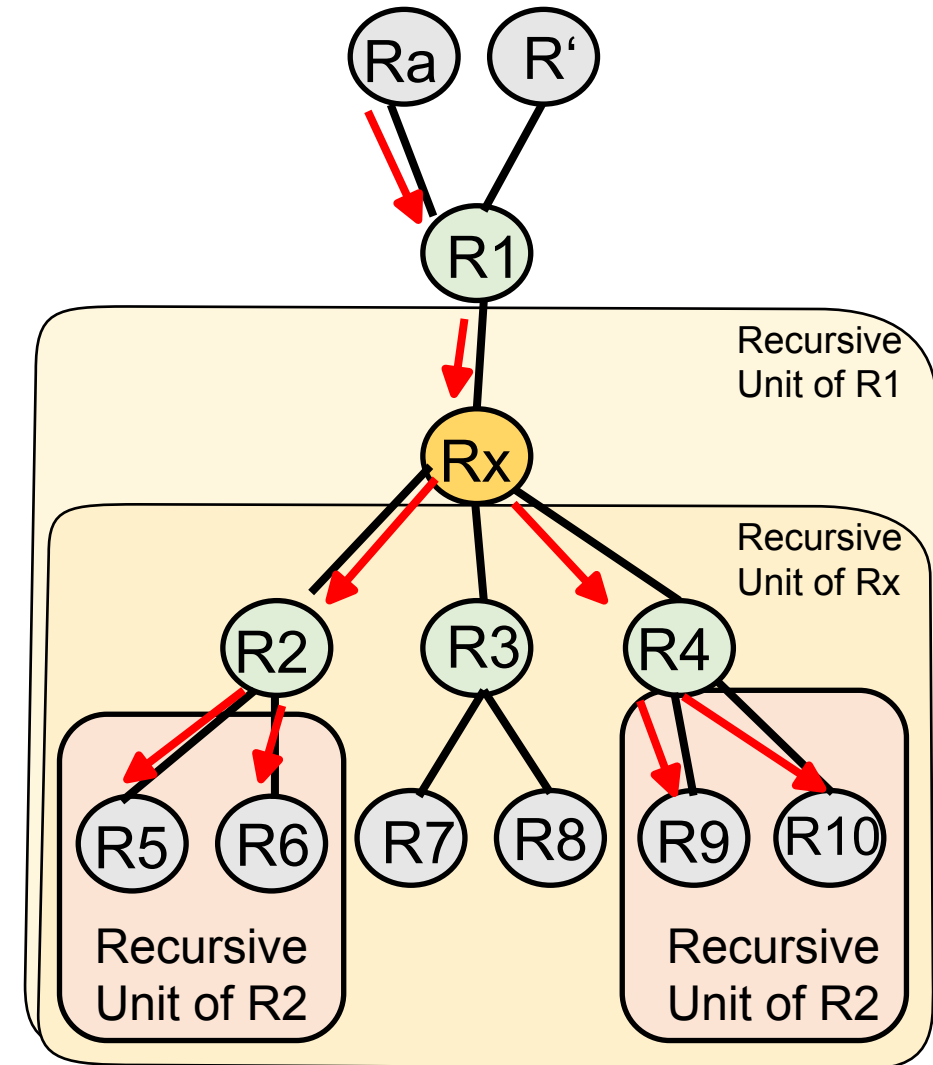 Ra
R‘
R1
Recursive
Unit of R1
Rx
Recursive
Unit of Rx
R2
R3
R4
R5
R6
R7
R8
R9
R10
Recursive
Unit of R2
Recursive
Unit of R2